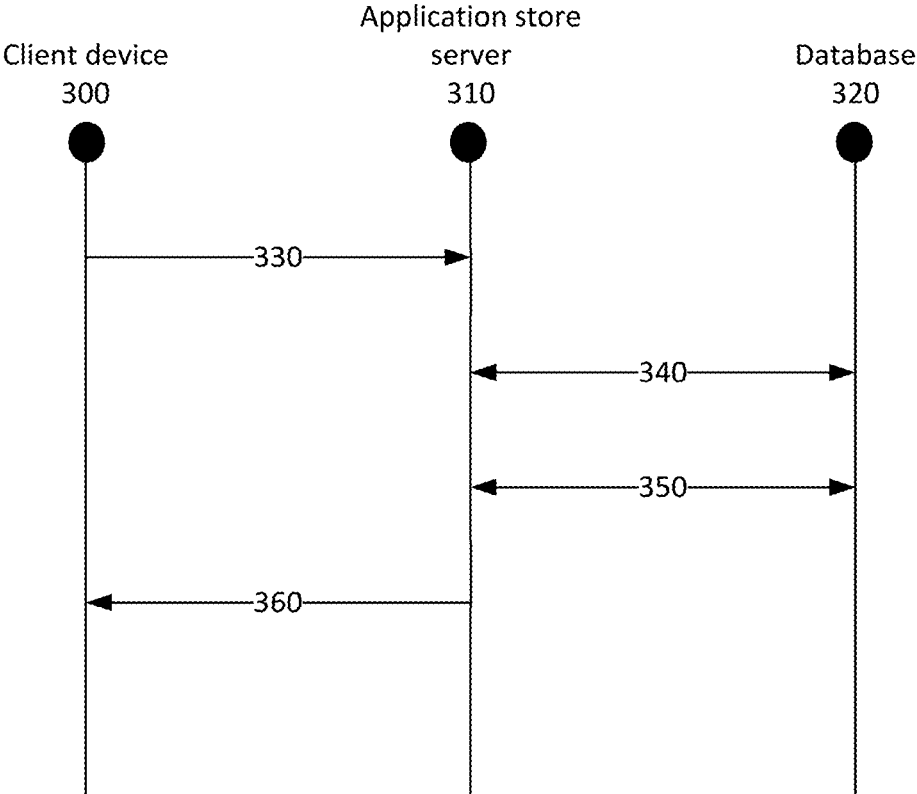 Application store
Client device server Database
300 310 320
330
340
350
360